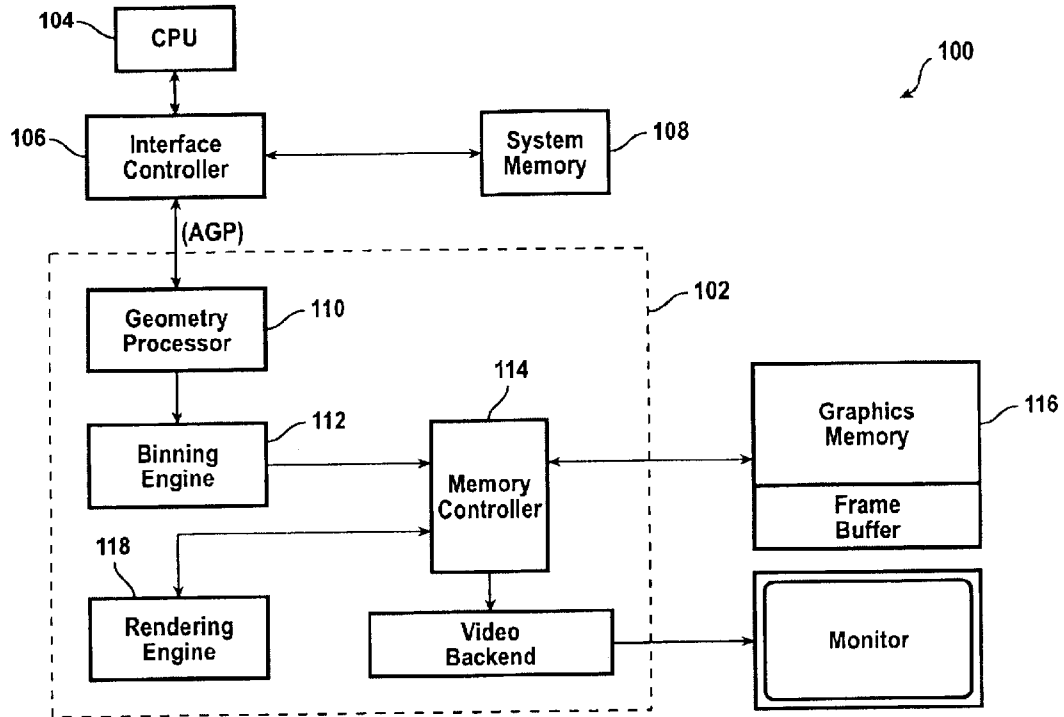 104
CPU
100
106
Interface
Controller
System
Memory
108
(AGP)
102
Geometry
Processor
110
114
Graphics
Memory
116
112
Binning
Engine
Memory
Controller
Frame
Buffer
118
Rendering
Engine
Video
Backend
Monitor